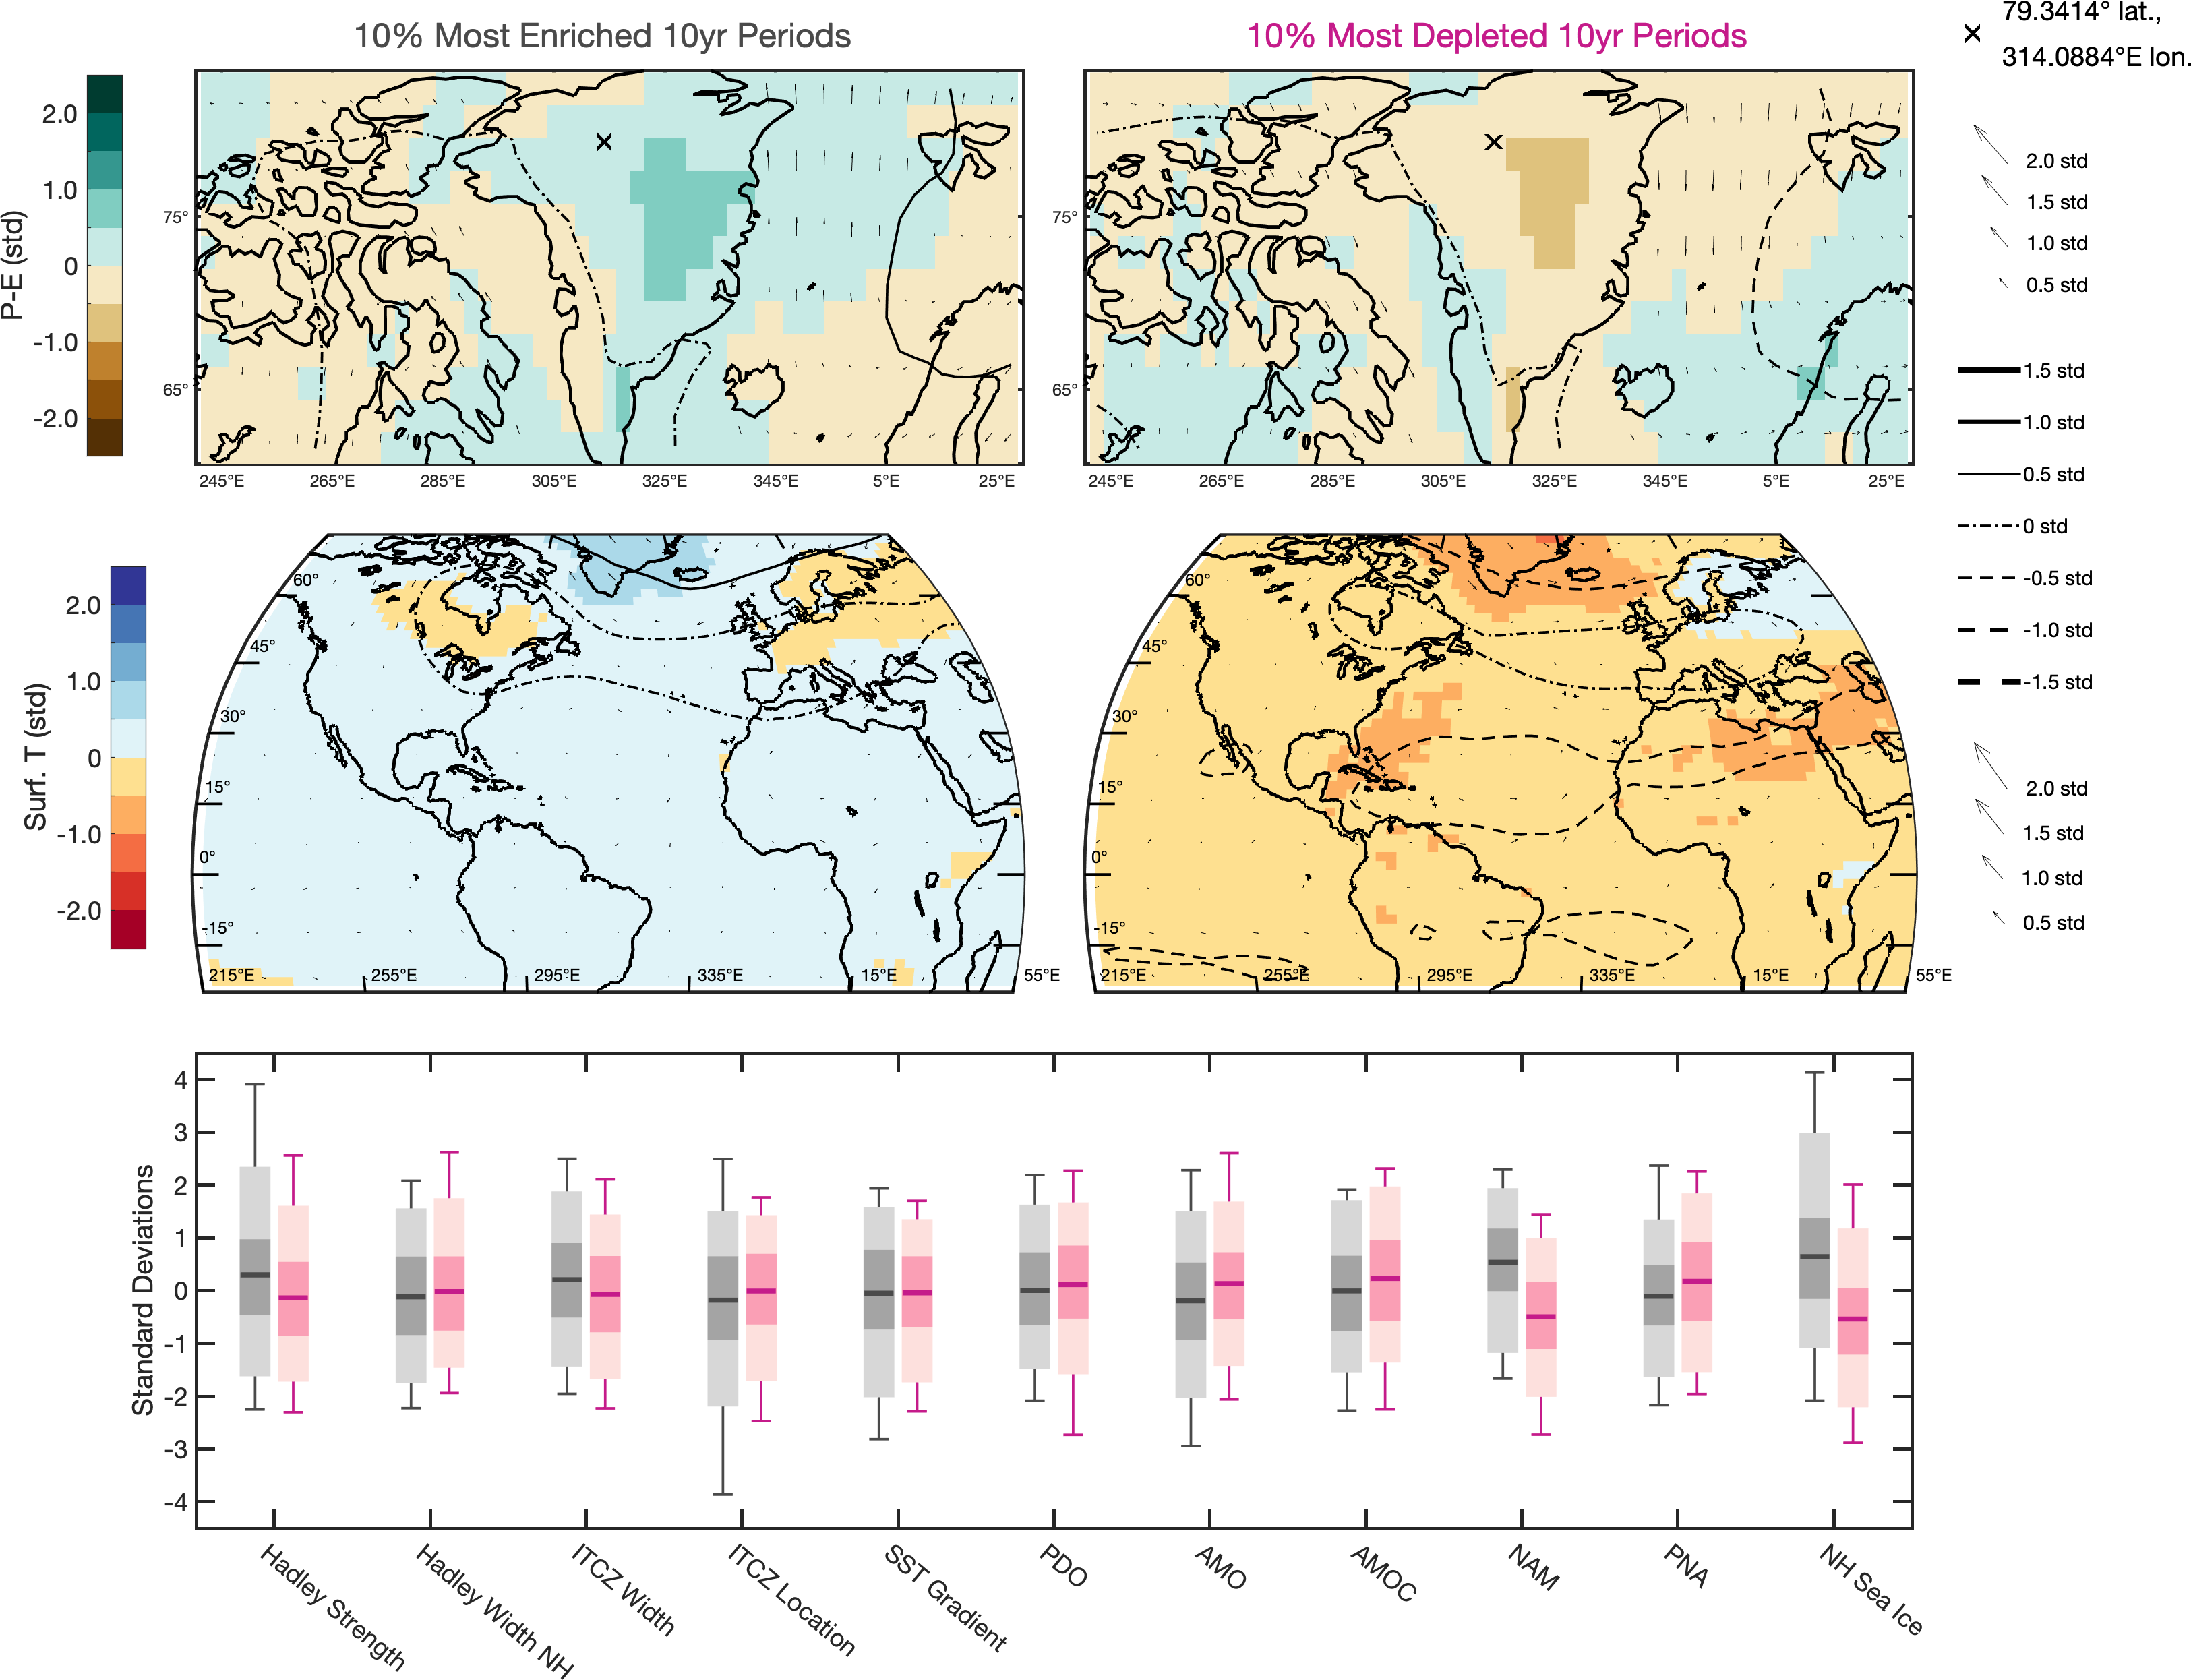 10% Most Enriched 10yr Periods
10% Most Depleted 10yr Periods
79.3414° lat.,
314.0884°E lon.
P-E (std)
2.0
1.0
0
-1.0
-2.0
75°
65°
245°E
265°E
285°E
305°E
325°E
345°E
5°E
25°E
75°
65°
245°E
265°E
285°E
305°E
325°E
345°E
5°E
25°E
2.0 std
1.5 std
1.0 std
0.5 std
1.5 std
1.0 std
0.5 std
0 std
-0.5 std
-1.0 std
-1.5 std
Surf. T (std)
2.0
1.0
0
-1.0
-2.0
60°
45°
30°
15°
0°
-15°
215°E
255°E
295°E
335°E
15°E
55°E
60°
45°
30°
15°
0°
-15°
215°E
255°E
295°E
335°E
15°E
55°E
2.0 std
1.5 std
1.0 std
0.5 std
Standard Deviations
4
3
2
1
0
-1
-2
-3
-4
Hadley Strength
Hadley Width NH
ITCZ Width
ITCZ Location
SST Gradient
PDO
AMO
AMOC
NAM
PNA
NH Sea Ice